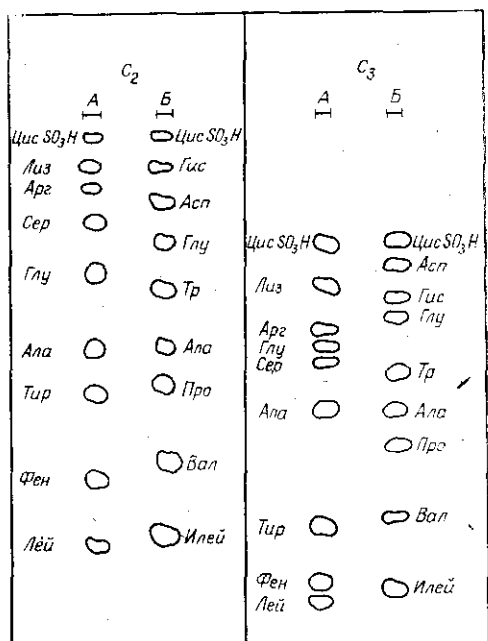 C₂
А Б
Цис SO₃H
Лиз
Арг
Сер
Глу
Ала
Тир
Фен
Лей
Цис SO₃H
Гис
Асп
Глу
Тр
Ала
Про
Вал
Илей
C₃
А Б
Цис SO₃H
Лиз
Арг
Глу
Сер
Ала
Тир
Фен
Лей
Цис SO₃H
Асп
Гис
Глу
Тр
Ала
Про
Вал
Илей